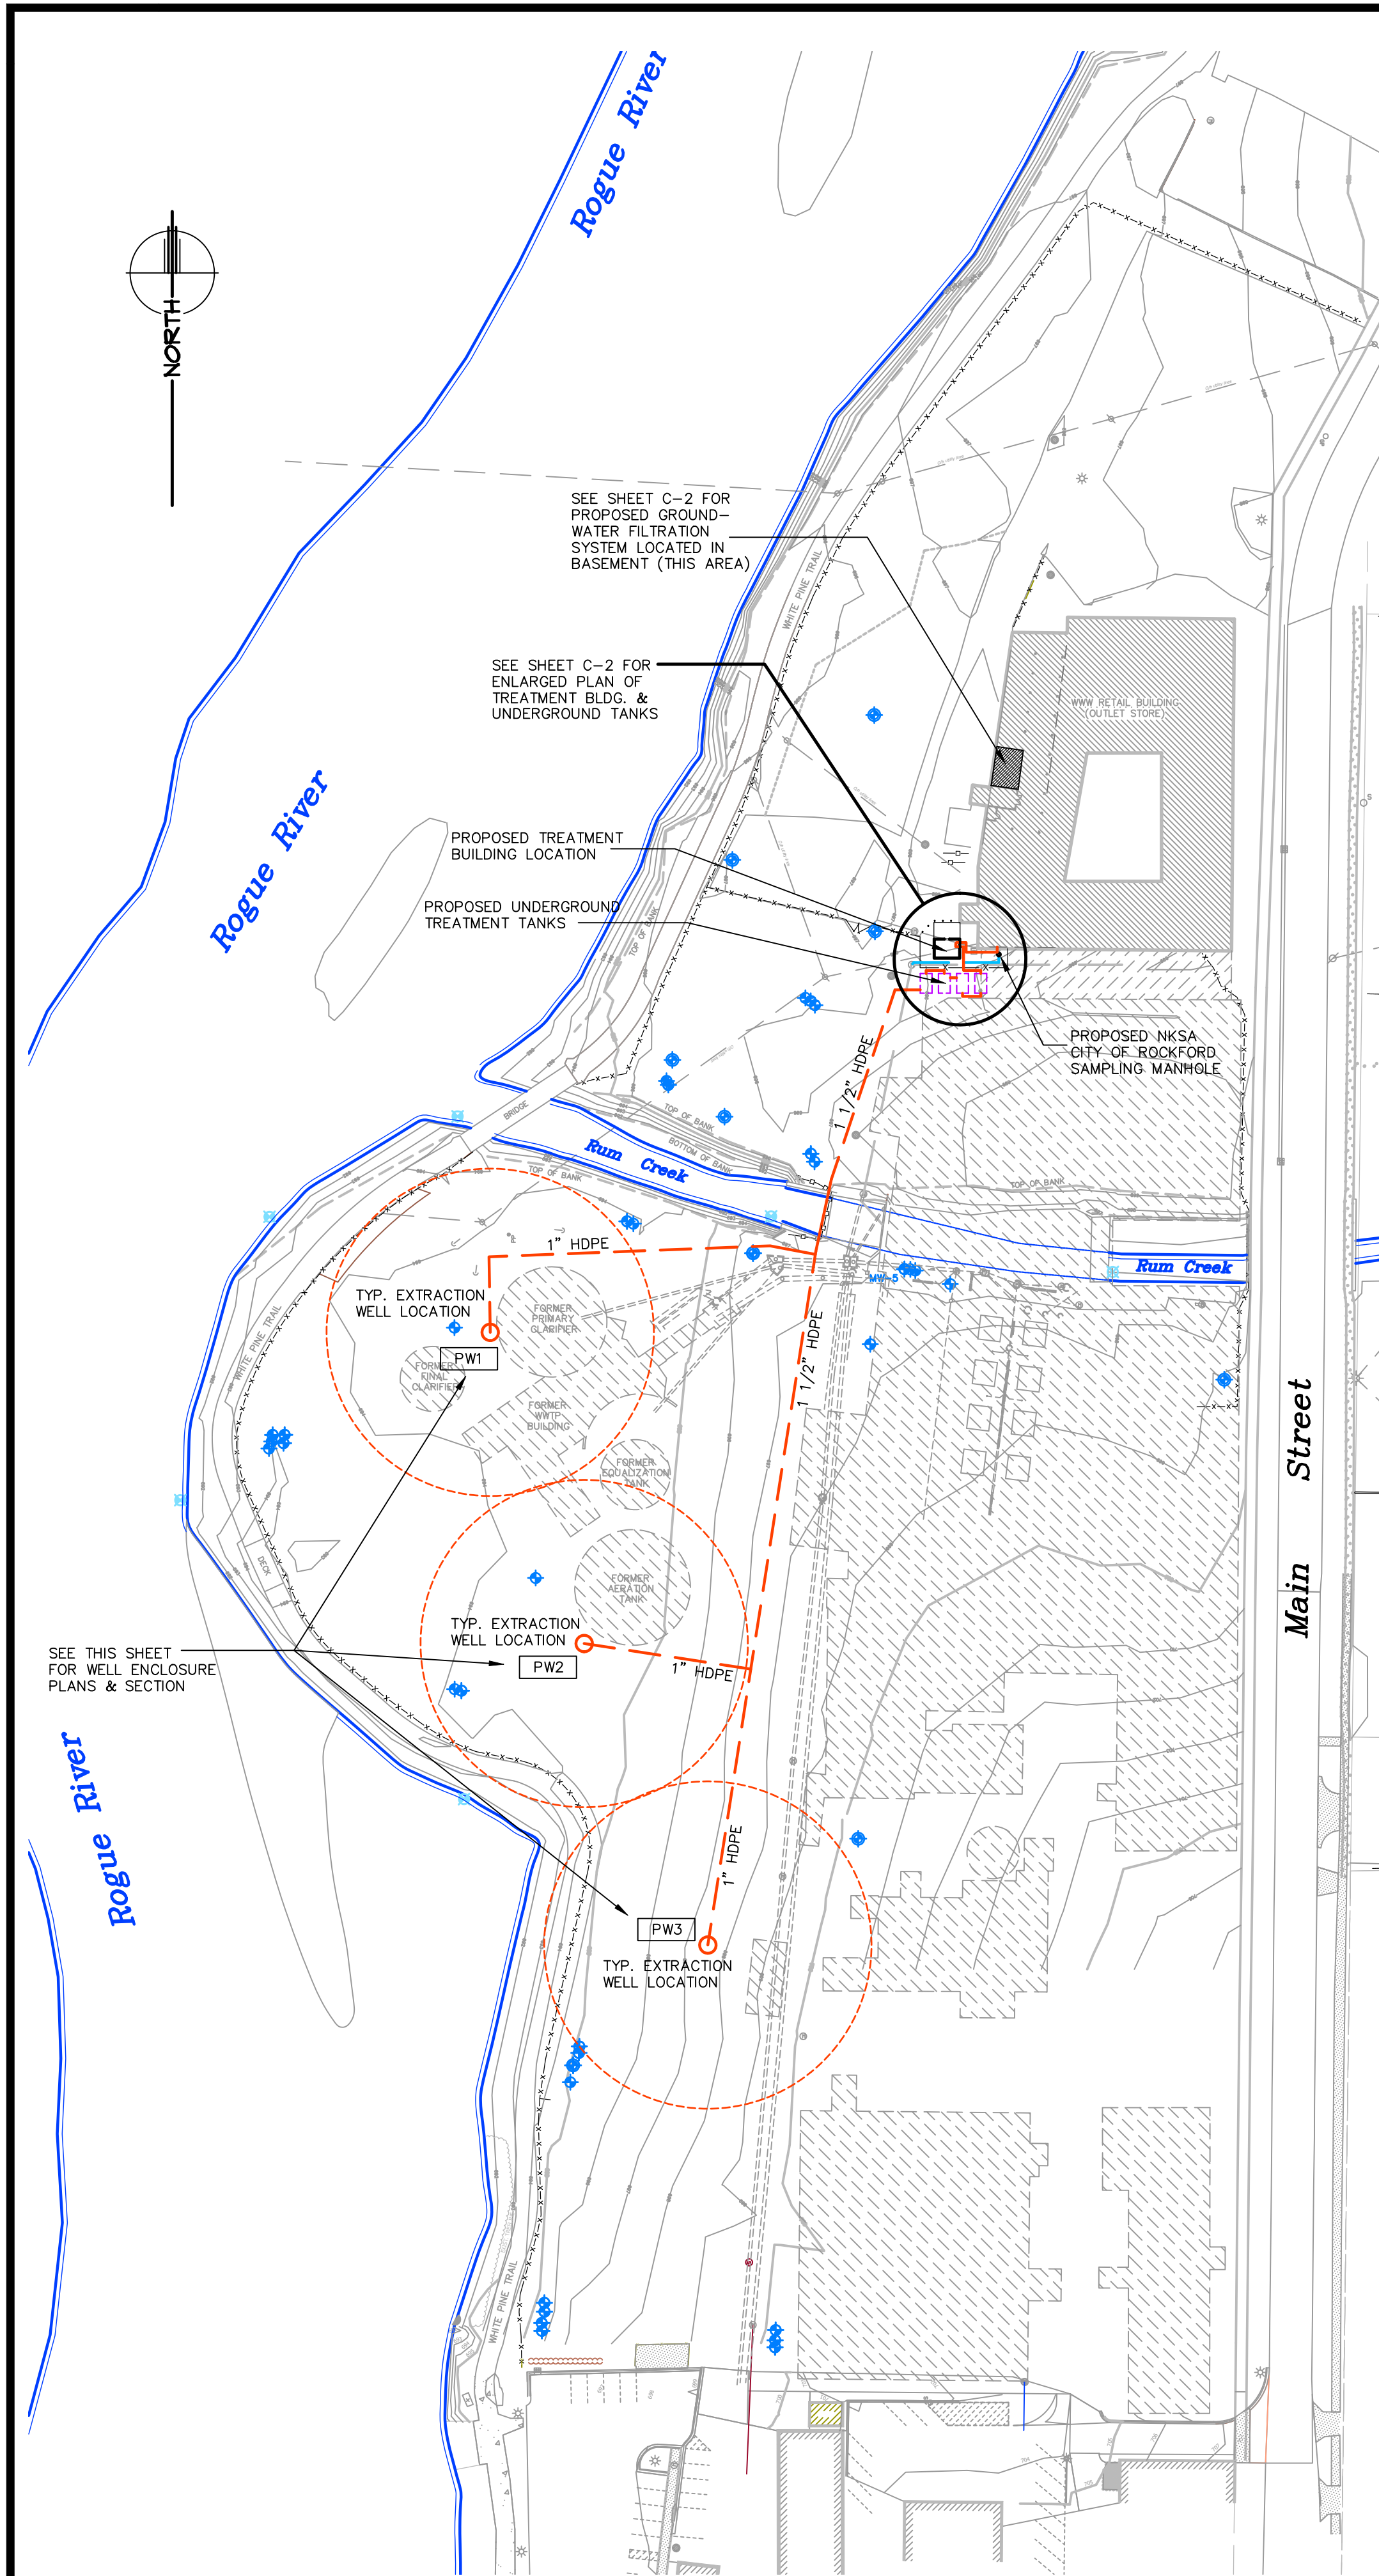 Rogue River
NORTH
SEE SHEET C-2 FOR
PROPOSED GROUND-
WATER FILTRATION
SYSTEM LOCATED IN
BASEMENT (THIS AREA)
WHITE PINE TRAIL
SEE SHEET C-2 FOR
ENLARGED PLAN OF
TREATMENT BLDG. &
UNDERGROUND TANKS
WWW RETAIL BUILDING
(OUTLET STORE)
Rogue River
PROPOSED TREATMENT
BUILDING LOCATION
PROPOSED UNDERGROUND
TREATMENT TANKS
TOP OF BANK
PROPOSED NKSA
CITY OF ROCKFORD
SAMPLING MANHOLE
1 1/2" HDPE
BRIDGE
TOP OF BANK
BOTTOM OF BANK
Rum Creek
TOP OF BANK
TOP OF BANK
1" HDPE
Rum Creek
MW-5
TYP. EXTRACTION
WELL LOCATION
FORMER
PRIMARY
CLARIFIER
1 1/2" HDPE
WHITE PINE TRAIL
PW1
FORMER
FINAL
CLARIFIER
FORMER
WWTP
BUILDING
Main Street
FORMER
EQUALIZATION
TANK
DECK
FORMER
AERATION
TANK
TYP. EXTRACTION
WELL LOCATION
SEE THIS SHEET
FOR WELL ENCLOSURE
PLANS & SECTION
PW2
1" HDPE
Rogue River
1" HDPE
PW3
TYP. EXTRACTION
WELL LOCATION
WHITE PINE TRAIL